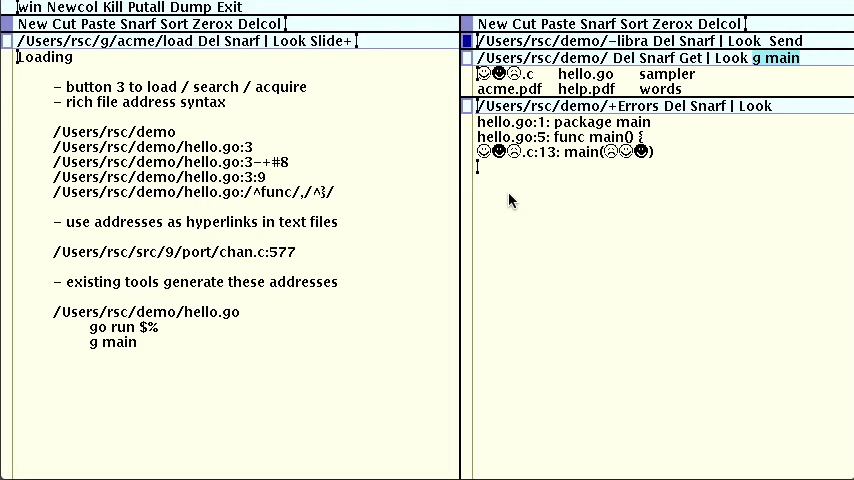 win Newcol Kill Putall Dump Exit
New Cut Paste Snarf Sort Zerox Delcol
/Users/rsc/g/acme/load Del Snarf | Look Slide+
Loading
– button 3 to load / search / acquire
– rich file address syntax
/Users/rsc/demo
/Users/rsc/demo/hello.go:3
/Users/rsc/demo/hello.go:3-+#8
/Users/rsc/demo/hello.go:3:9
/Users/rsc/demo/hello.go:/^func/,/^}/
– use addresses as hyperlinks in text files
/Users/rsc/src/9/port/chan.c:577
– existing tools generate these addresses
/Users/rsc/demo/hello.go
go run $%
g main
New Cut Paste Snarf Sort Zerox Delcol
/Users/rsc/demo/-libra Del Snarf | Look Send
/Users/rsc/demo/ Del Snarf Get | Look g main
☺☻☹.c hello.go sampler
acme.pdf help.pdf words
/Users/rsc/demo/+Errors Del Snarf | Look
hello.go:1: package main
hello.go:5: func main() {
☺☻☹.c:13: main(☹☺☻)